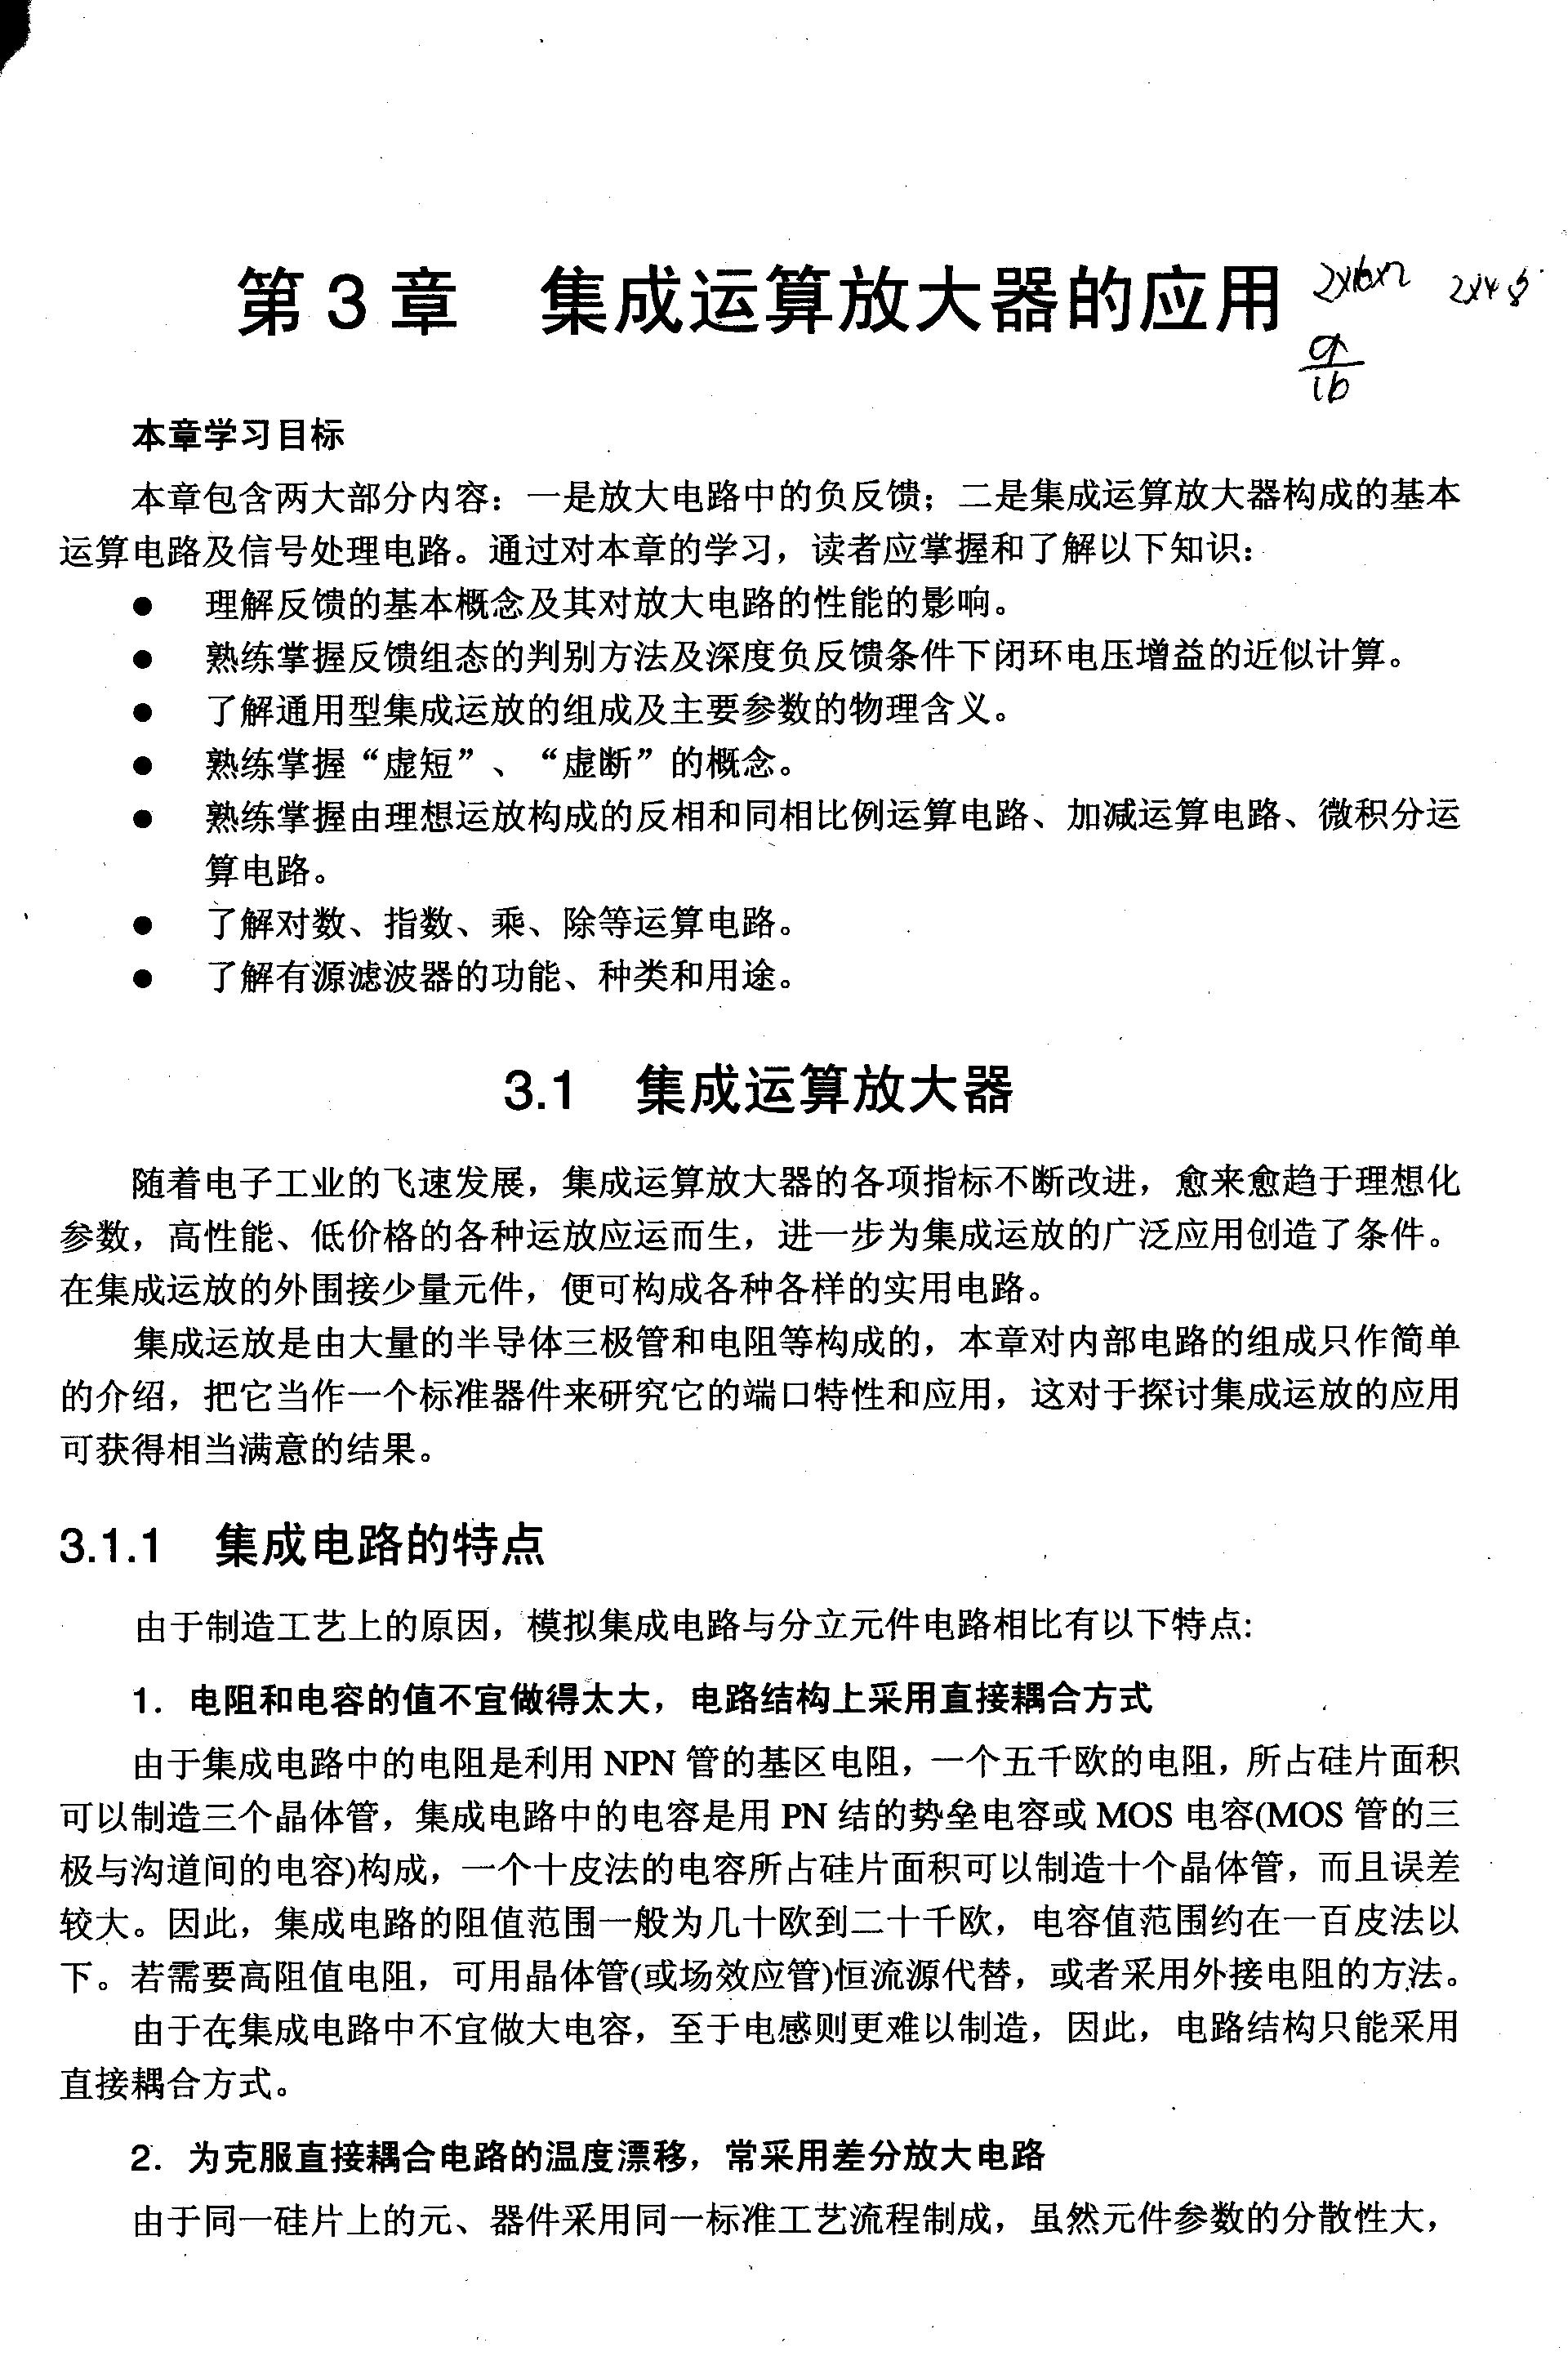 第3章 集成运算放大器的应用
本章学习目标
本章包含两大部分内容：一是放大电路中的负反馈；二是集成运算放大器构成的基本
运算电路及信号处理电路。通过对本章的学习，读者应掌握和了解以下知识：
● 理解反馈的基本概念及其对放大电路的性能的影响。
● 熟练掌握反馈组态的判别方法及深度负反馈条件下闭环电压增益的近似计算。
● 了解通用型集成运放的组成及主要参数的物理含义。
● 熟练掌握“虚短”、“虚断”的概念。
● 熟练掌握由理想运放构成的反相和同相比例运算电路、加减运算电路、微积分运
算电路。
● 了解对数、指数、乘、除等运算电路。
● 了解有源滤波器的功能、种类和用途。
3.1 集成运算放大器
随着电子工业的飞速发展，集成运算放大器的各项指标不断改进，愈来愈趋于理想化
参数，高性能、低价格的各种运放应运而生，进一步为集成运放的广泛应用创造了条件。
在集成运放的外围接少量元件，便可构成各种各样的实用电路。
集成运放是由大量的半导体三极管和电阻等构成的，本章对内部电路的组成只作简单
的介绍，把它当作一个标准器件来研究它的端口特性和应用，这对于探讨集成运放的应用
可获得相当满意的结果。
3.1.1 集成电路的特点
由于制造工艺上的原因，模拟集成电路与分立元件电路相比有以下特点:
1. 电阻和电容的值不宜做得太大，电路结构上采用直接耦合方式
由于集成电路中的电阻是利用 NPN 管的基区电阻，一个五千欧的电阻，所占硅片面积
可以制造三个晶体管，集成电路中的电容是用 PN 结的势垒电容或 MOS 电容(MOS 管的三
极与沟道间的电容)构成，一个十皮法的电容所占硅片面积可以制造十个晶体管，而且误差
较大。因此，集成电路的阻值范围一般为几十欧到二十千欧，电容值范围约在一百皮法以
下。若需要高阻值电阻，可用晶体管(或场效应管)恒流源代替，或者采用外接电阻的方法。
由于在集成电路中不宜做大电容，至于电感则更难以制造，因此，电路结构只能采用
直接耦合方式。
2. 为克服直接耦合电路的温度漂移，常采用差分放大电路
由于同一硅片上的元、器件采用同一标准工艺流程制成，虽然元件参数的分散性大，